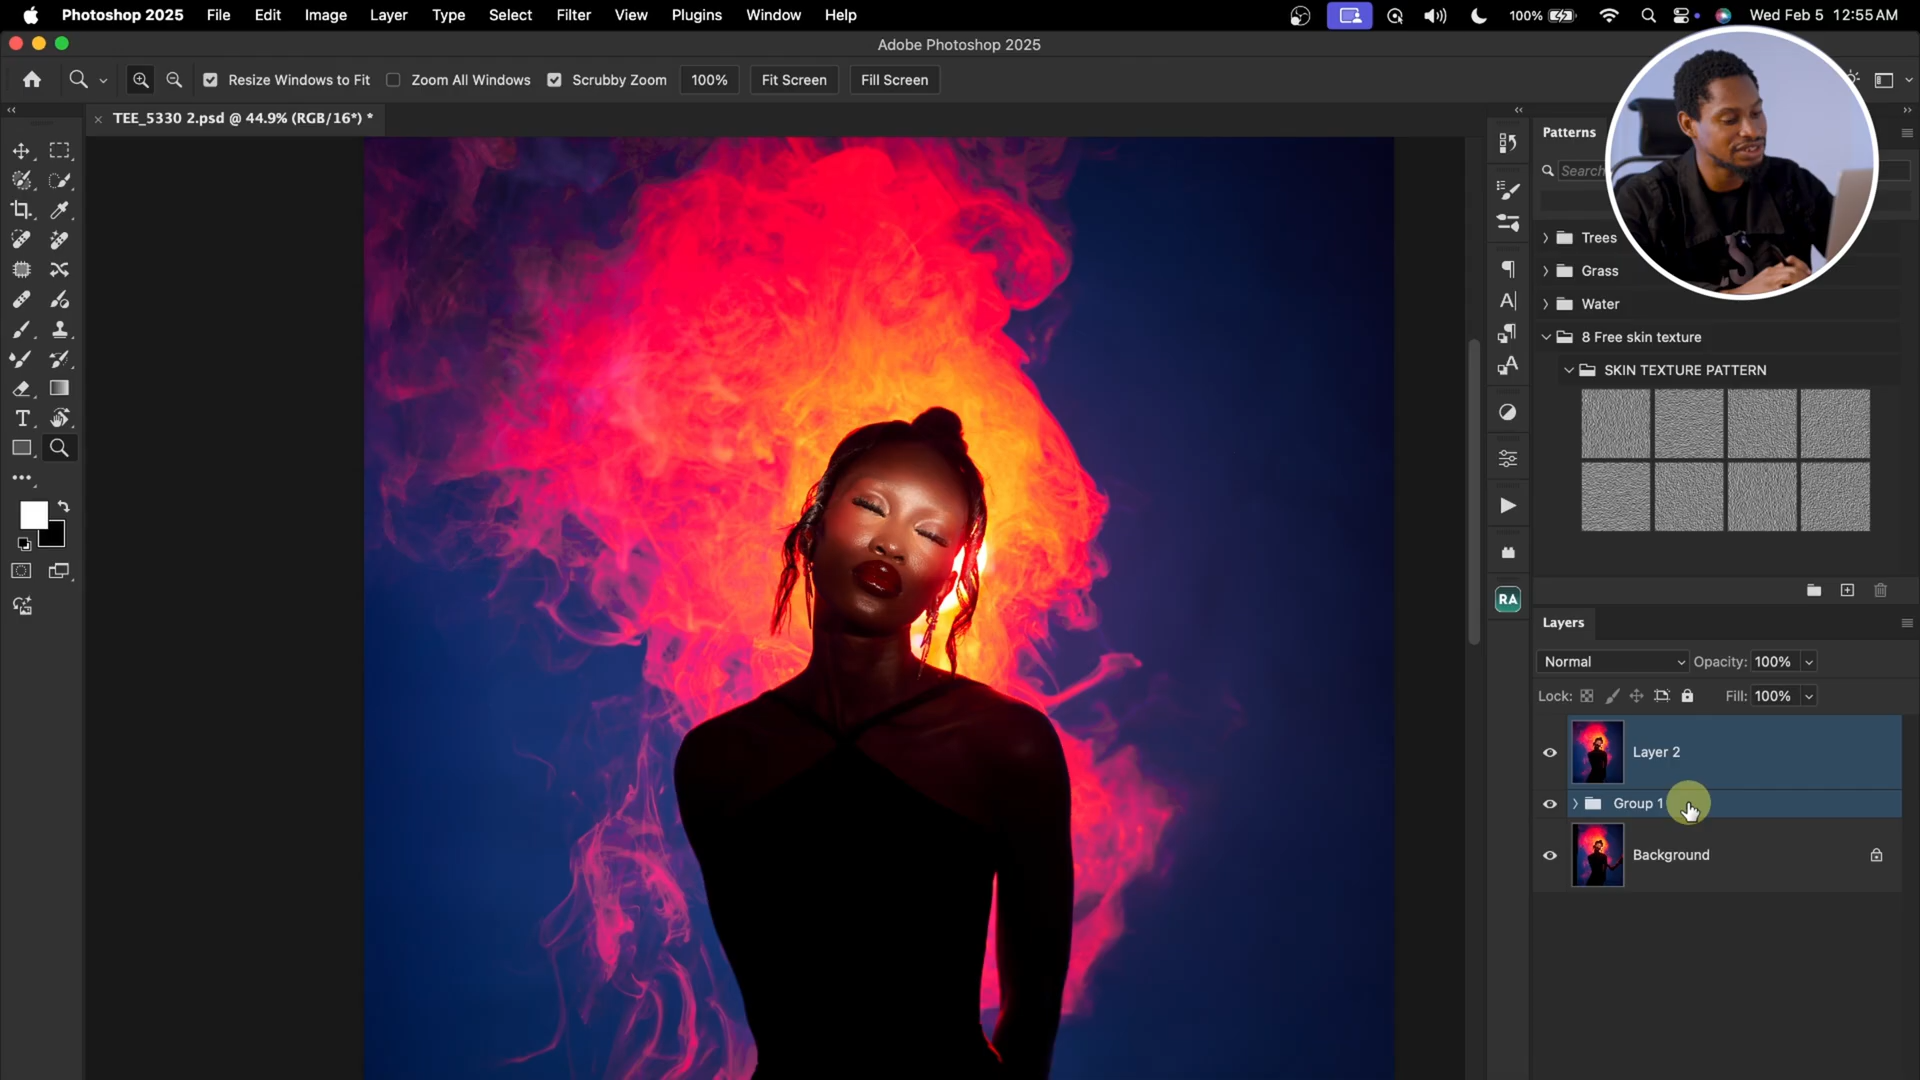 Photoshop 2025 File Edit Image Layer Type Select Filter View Plugins Window Help 100% Wed Feb 5 12:55 AM
Adobe Photoshop 2025
Resize Windows to Fit Zoom All Windows Scrubby Zoom 100% Fit Screen Fill Screen
TEE_5330 2.psd @ 44.9% (RGB/16*) *
Patterns
Search
Trees
Grass
Water
8 Free skin texture
SKIN TEXTURE PATTERN
RA
Layers
Normal Opacity: 100%
Lock: Fill: 100%
Layer 2
Group 1
Background